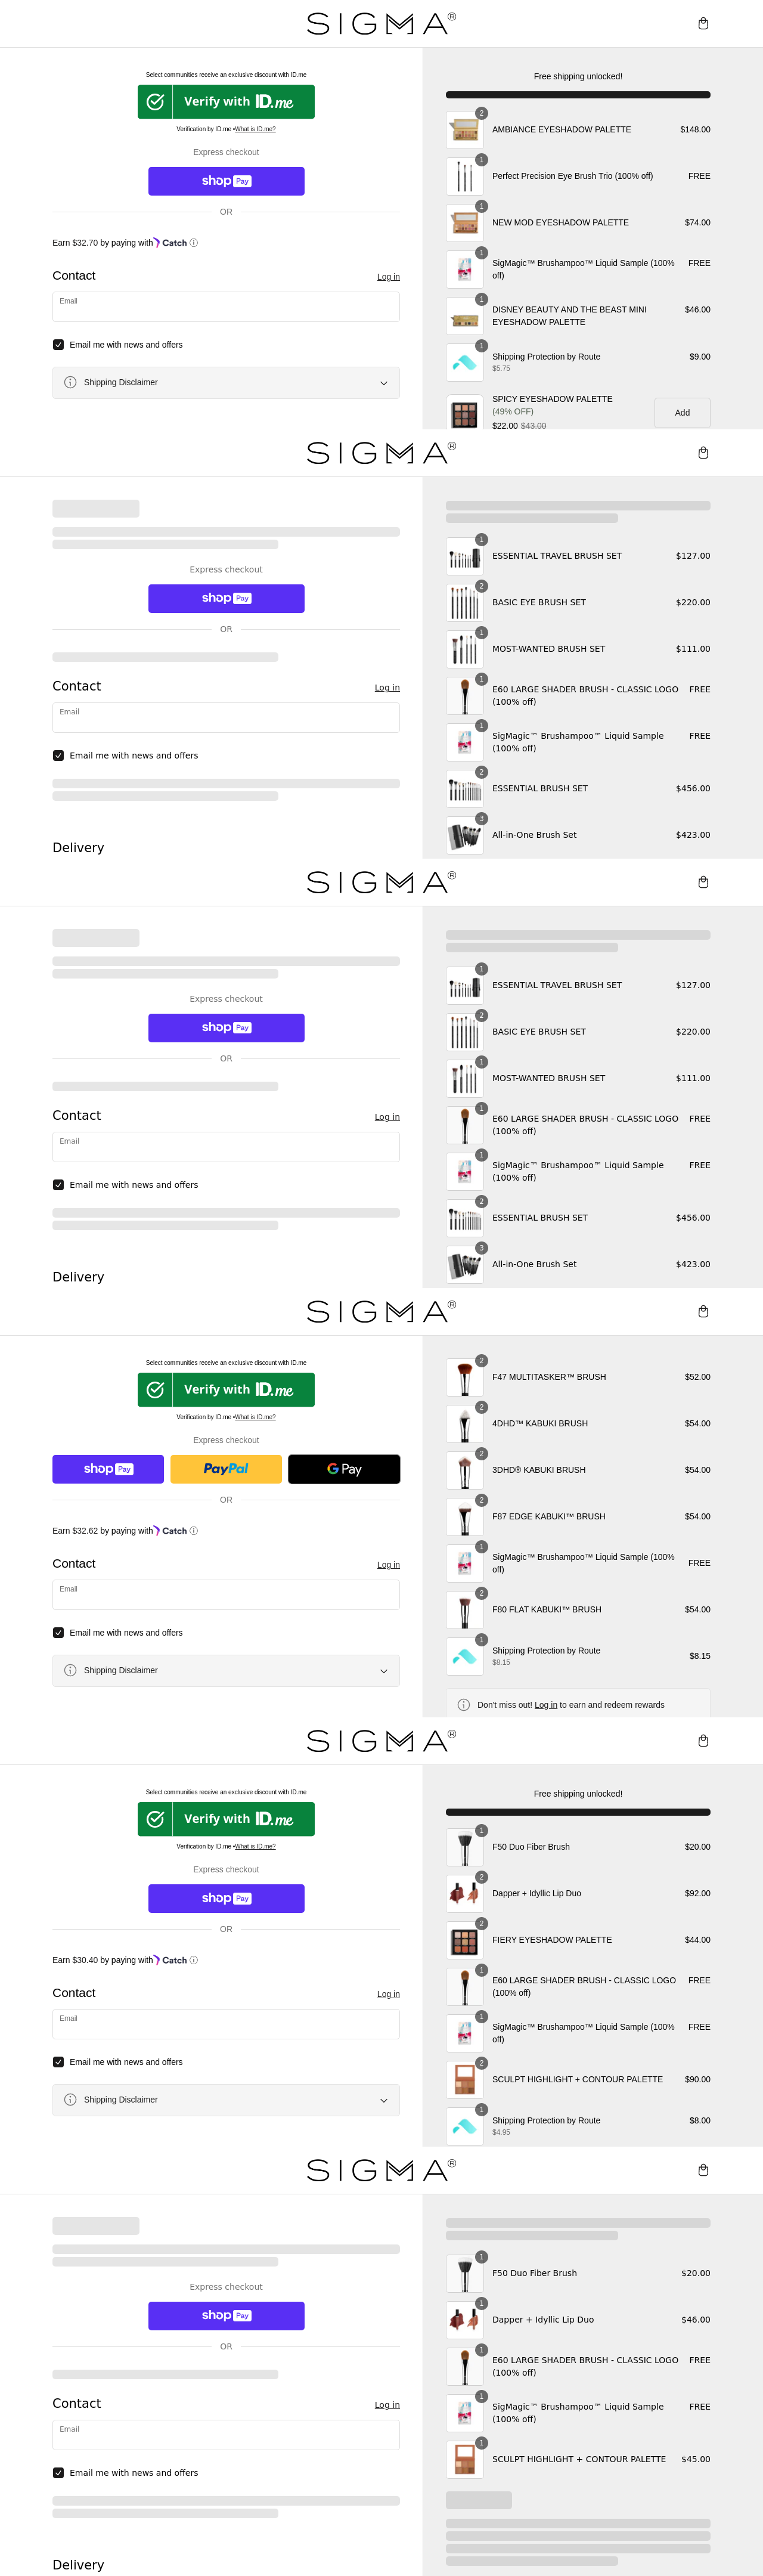 SIGMA®
Select communities receive an exclusive discount with ID.me
Verify with ID.me
Verification by ID.me •What is ID.me?
Express checkout
shop Pay
OR
Earn $32.70 by paying with Catch
Contact
Log in
Email
Email me with news and offers
Shipping Disclaimer
Free shipping unlocked!
2
AMBIANCE EYESHADOW PALETTE
$148.00
1
Perfect Precision Eye Brush Trio (100% off)
FREE
1
NEW MOD EYESHADOW PALETTE
$74.00
1
SigMagic™ Brushampoo™ Liquid Sample (100%
off)
FREE
1
DISNEY BEAUTY AND THE BEAST MINI
EYESHADOW PALETTE
$46.00
1
Shipping Protection by Route
$5.75
$9.00
SPICY EYESHADOW PALETTE
(49% OFF)
$22.00 $43.00
Add
SIGMA®
Express checkout
shop Pay
OR
Contact
Log in
Email
Email me with news and offers
Delivery
1
ESSENTIAL TRAVEL BRUSH SET
$127.00
2
BASIC EYE BRUSH SET
$220.00
1
MOST-WANTED BRUSH SET
$111.00
1
E60 LARGE SHADER BRUSH - CLASSIC LOGO
(100% off)
FREE
1
SigMagic™ Brushampoo™ Liquid Sample
(100% off)
FREE
2
ESSENTIAL BRUSH SET
$456.00
3
All-in-One Brush Set
$423.00
SIGMA®
Express checkout
shop Pay
OR
Contact
Log in
Email
Email me with news and offers
Delivery
1
ESSENTIAL TRAVEL BRUSH SET
$127.00
2
BASIC EYE BRUSH SET
$220.00
1
MOST-WANTED BRUSH SET
$111.00
1
E60 LARGE SHADER BRUSH - CLASSIC LOGO
(100% off)
FREE
1
SigMagic™ Brushampoo™ Liquid Sample
(100% off)
FREE
2
ESSENTIAL BRUSH SET
$456.00
3
All-in-One Brush Set
$423.00
SIGMA®
Select communities receive an exclusive discount with ID.me
Verify with ID.me
Verification by ID.me •What is ID.me?
Express checkout
shop Pay
PayPal
G Pay
OR
Earn $32.62 by paying with Catch
Contact
Log in
Email
Email me with news and offers
Shipping Disclaimer
2
F47 MULTITASKER™ BRUSH
$52.00
2
4DHD™ KABUKI BRUSH
$54.00
2
3DHD® KABUKI BRUSH
$54.00
2
F87 EDGE KABUKI™ BRUSH
$54.00
1
SigMagic™ Brushampoo™ Liquid Sample (100%
off)
FREE
2
F80 FLAT KABUKI™ BRUSH
$54.00
1
Shipping Protection by Route
$8.15
$8.15
Don't miss out! Log in to earn and redeem rewards
SIGMA®
Select communities receive an exclusive discount with ID.me
Verify with ID.me
Verification by ID.me •What is ID.me?
Express checkout
shop Pay
OR
Earn $30.40 by paying with Catch
Contact
Log in
Email
Email me with news and offers
Shipping Disclaimer
Free shipping unlocked!
1
F50 Duo Fiber Brush
$20.00
2
Dapper + Idyllic Lip Duo
$92.00
2
FIERY EYESHADOW PALETTE
$44.00
1
E60 LARGE SHADER BRUSH - CLASSIC LOGO
(100% off)
FREE
1
SigMagic™ Brushampoo™ Liquid Sample (100%
off)
FREE
2
SCULPT HIGHLIGHT + CONTOUR PALETTE
$90.00
1
Shipping Protection by Route
$4.95
$8.00
SIGMA®
Express checkout
shop Pay
OR
Contact
Log in
Email
Email me with news and offers
Delivery
1
F50 Duo Fiber Brush
$20.00
1
Dapper + Idyllic Lip Duo
$46.00
1
E60 LARGE SHADER BRUSH - CLASSIC LOGO
(100% off)
FREE
1
SigMagic™ Brushampoo™ Liquid Sample
(100% off)
FREE
1
SCULPT HIGHLIGHT + CONTOUR PALETTE
$45.00